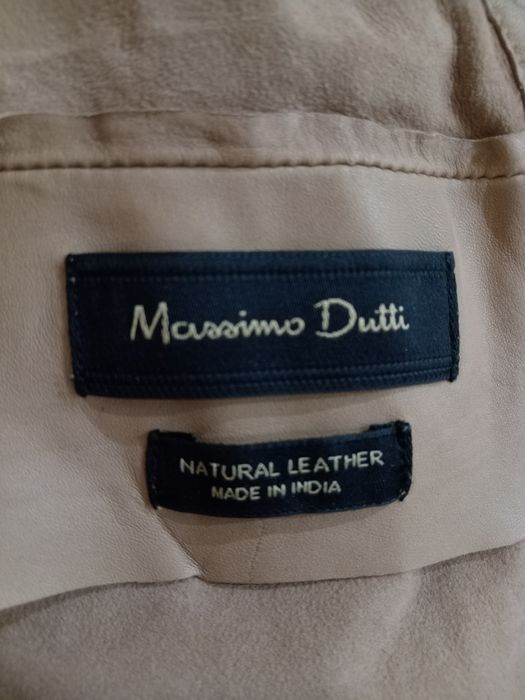 Massimo Dutti
NATURAL LEATHER
MADE IN INDIA